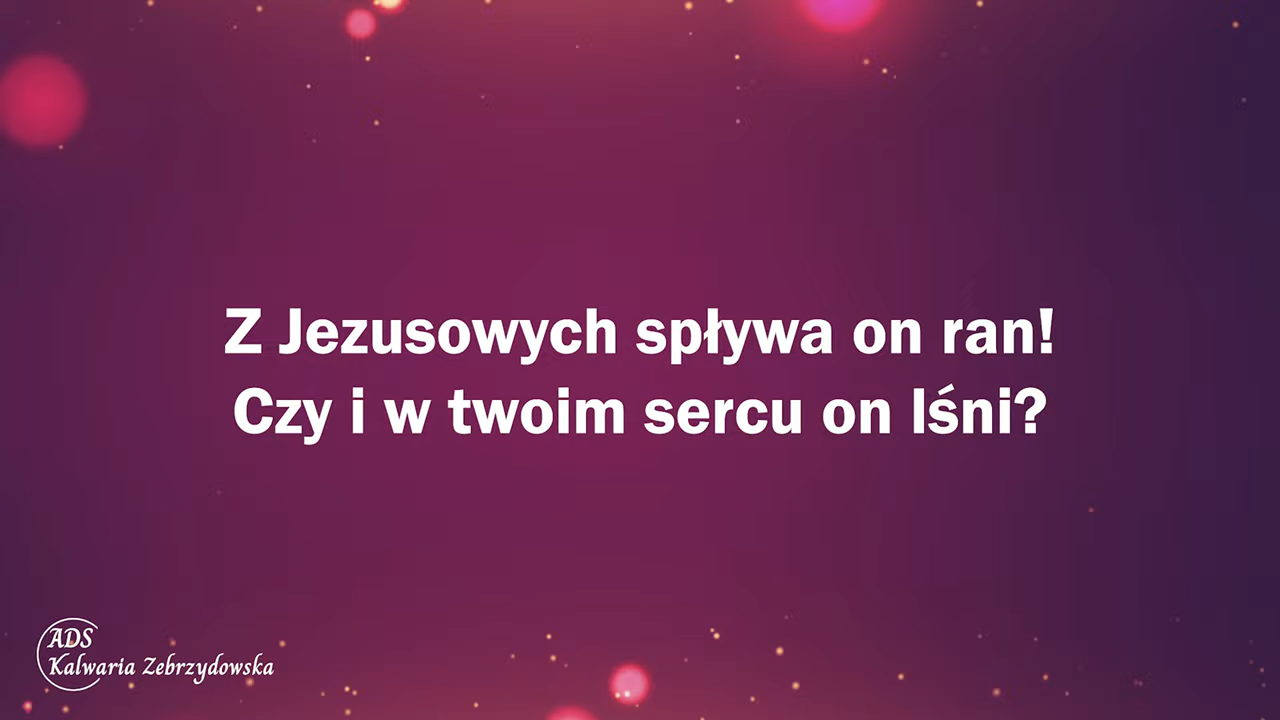 Z Jezusowych spływa on ran!
Czy i w twoim sercu on lśni?
ADS
Kalwaria Zebrzydowska